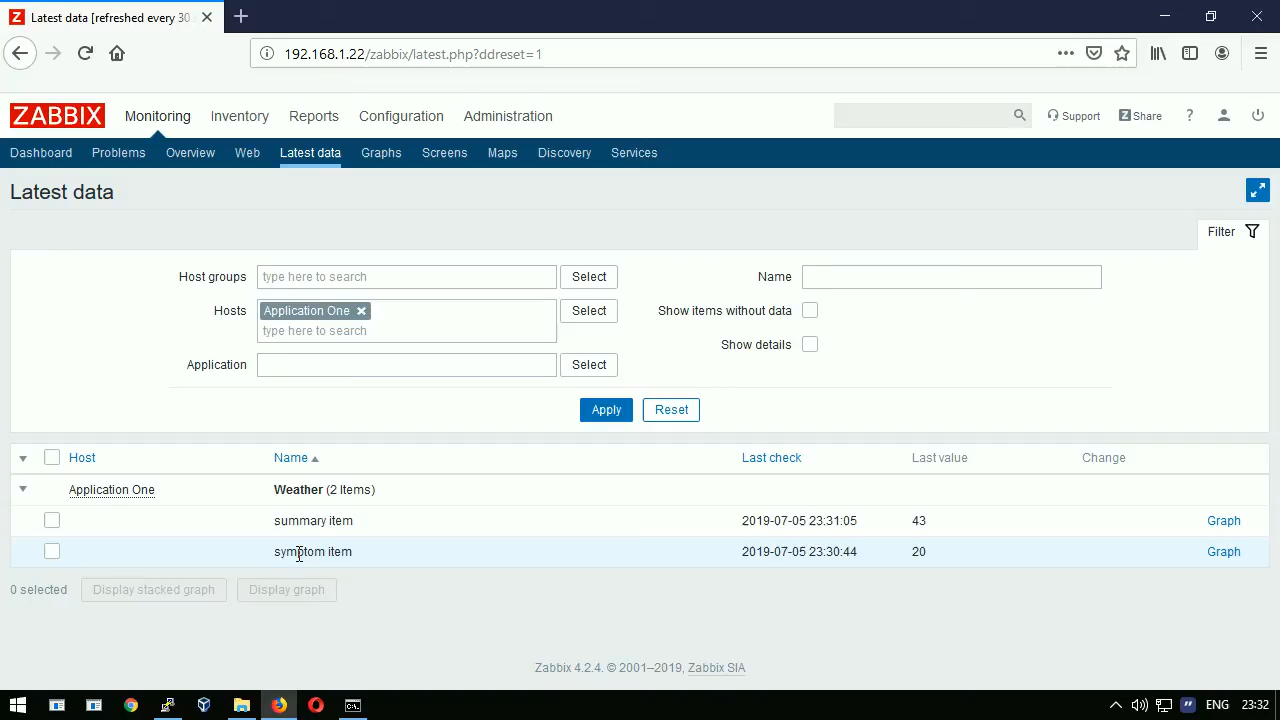 Latest data [refreshed every 30
192.168.1.22/zabbix/latest.php?ddreset=1
ZABBIX Monitoring Inventory Reports Configuration Administration Support Z Share ?
Dashboard Problems Overview Web Latest data Graphs Screens Maps Discovery Services
Latest data
Filter
Host groups type here to search Select Name
Hosts Application One Select Show items without data
type here to search
Show details
Application Select
Apply Reset
Host Name Last check Last value Change
Application One Weather (2 Items)
summary item 2019-07-05 23:31:05 43 Graph
symptom item 2019-07-05 23:30:44 20 Graph
0 selected Display stacked graph Display graph
Zabbix 4.2.4. © 2001–2019, Zabbix SIA
ENG 23:32